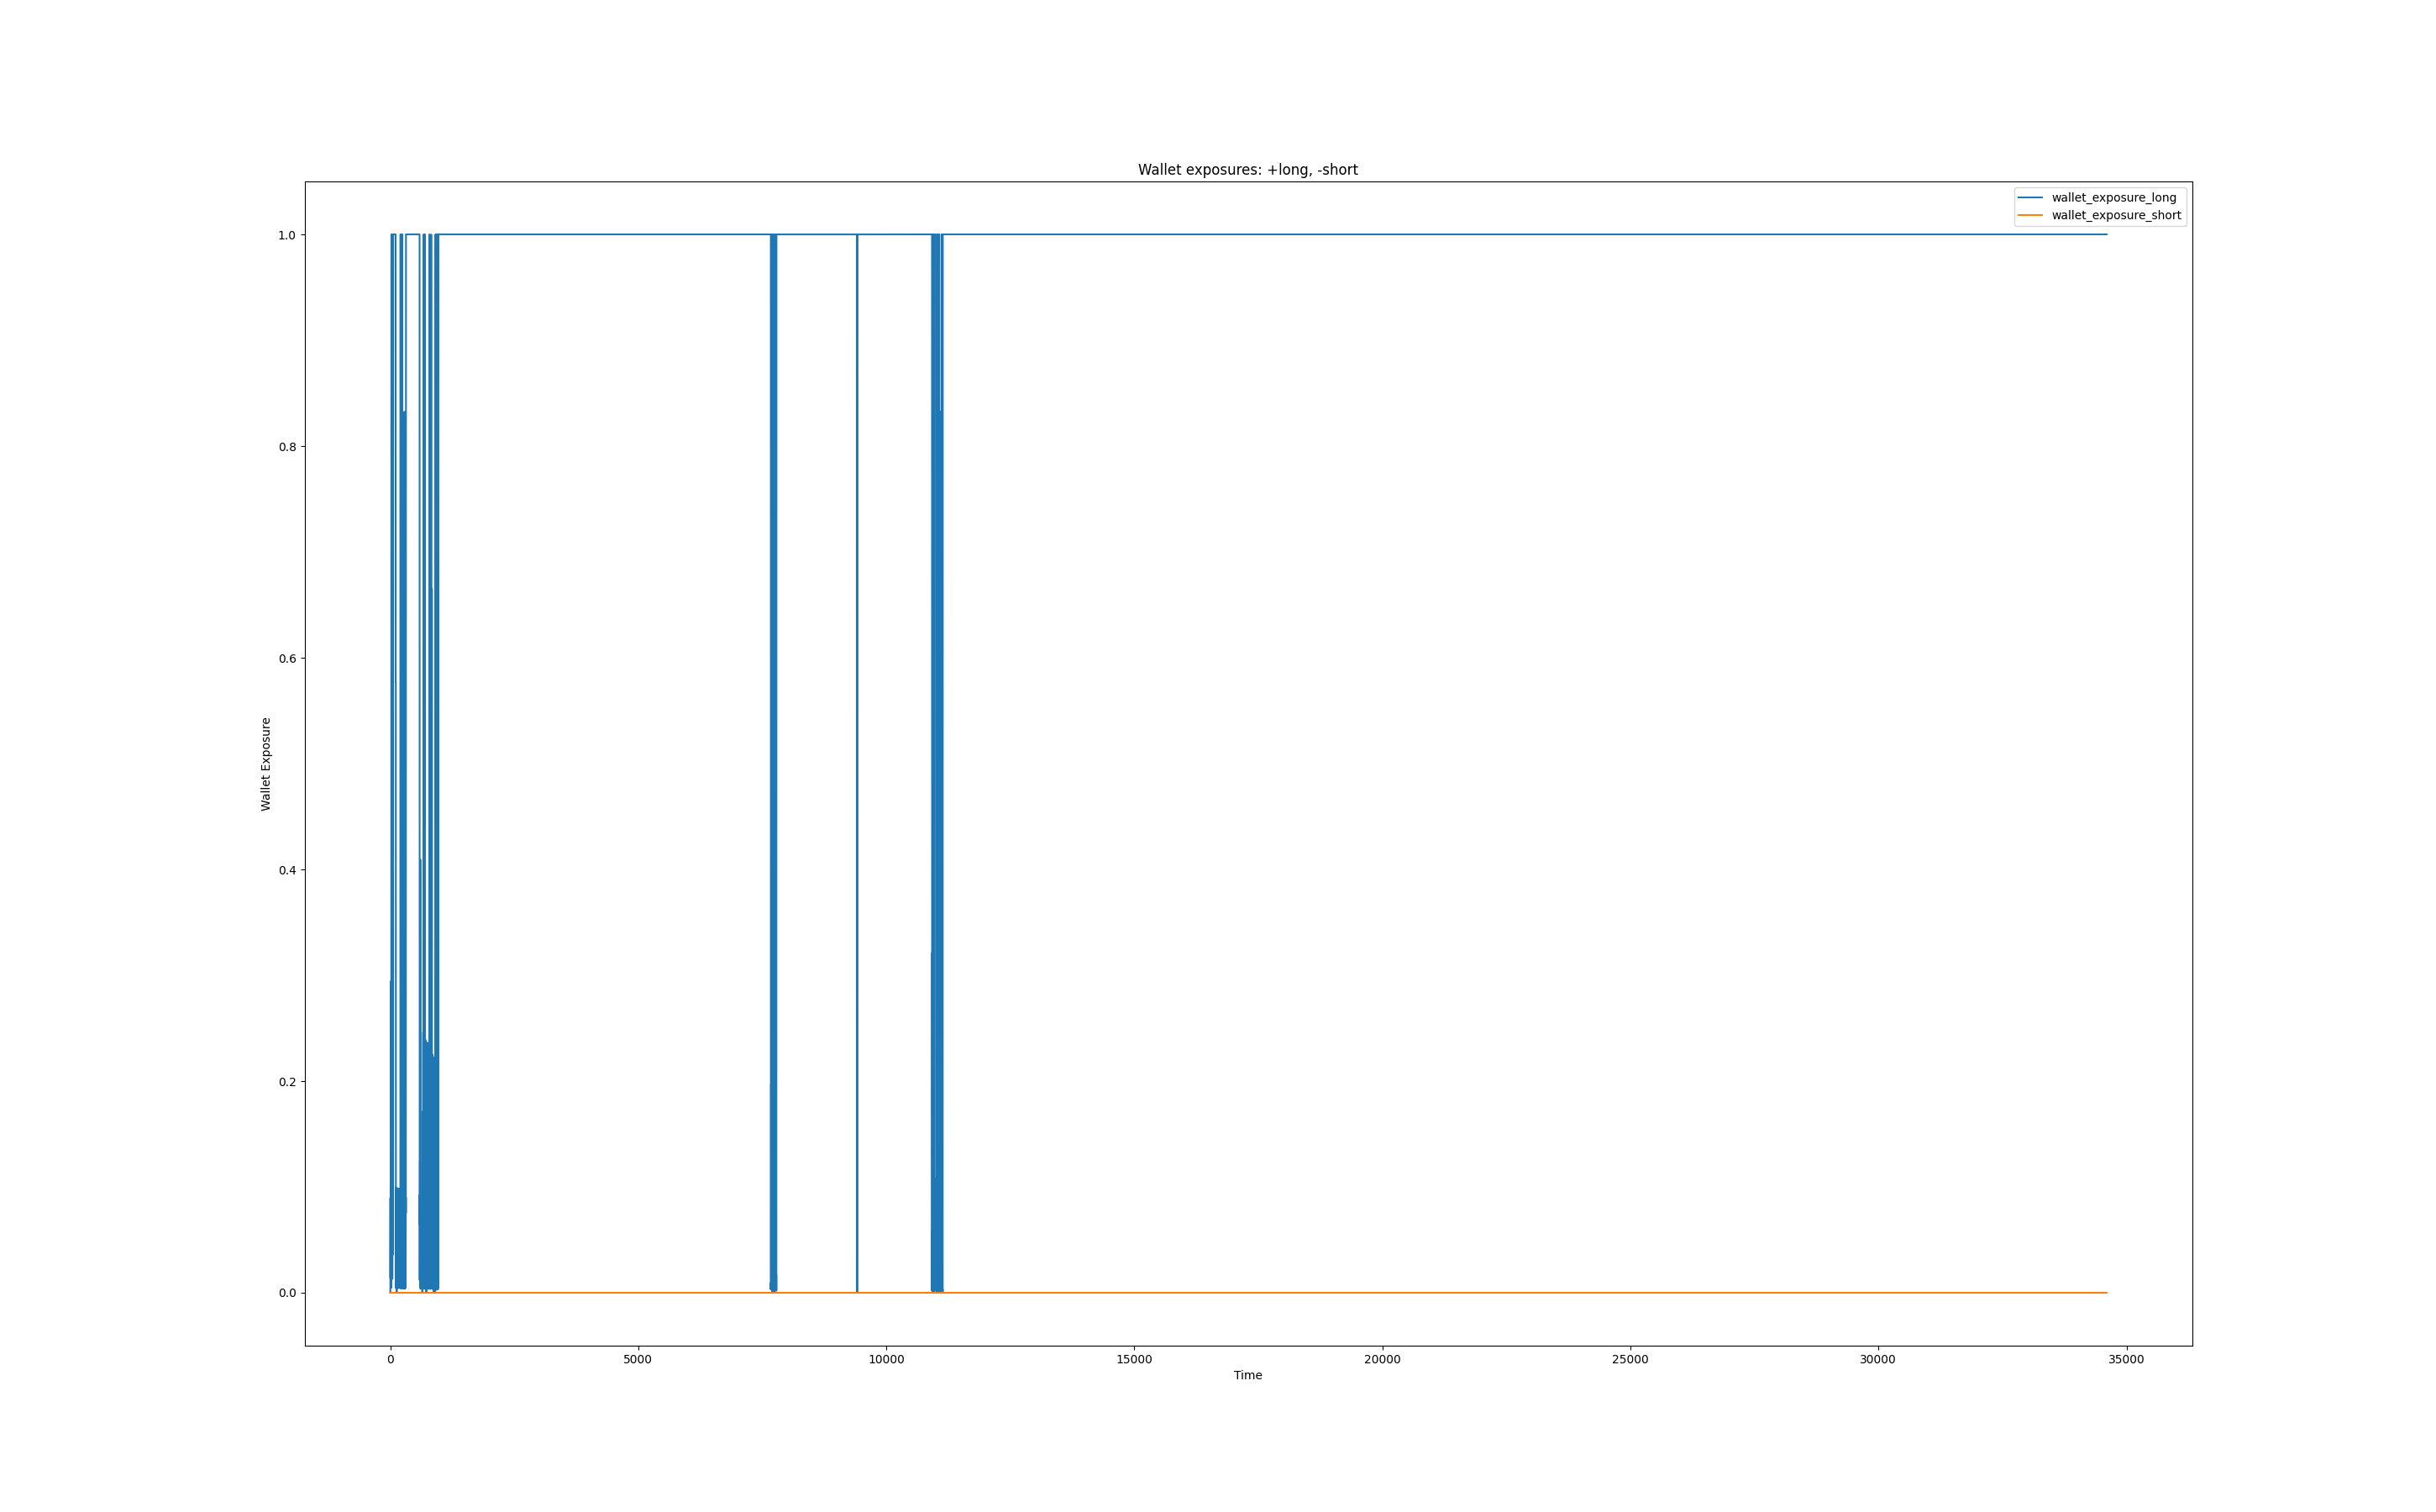 Wallet exposures: +long, -short
wallet_exposure_long
wallet_exposure_short
1.0
0.8
0.6
0.4
0.2
0.0
Wallet Exposure
0 5000 10000 15000 20000 25000 30000 35000
Time